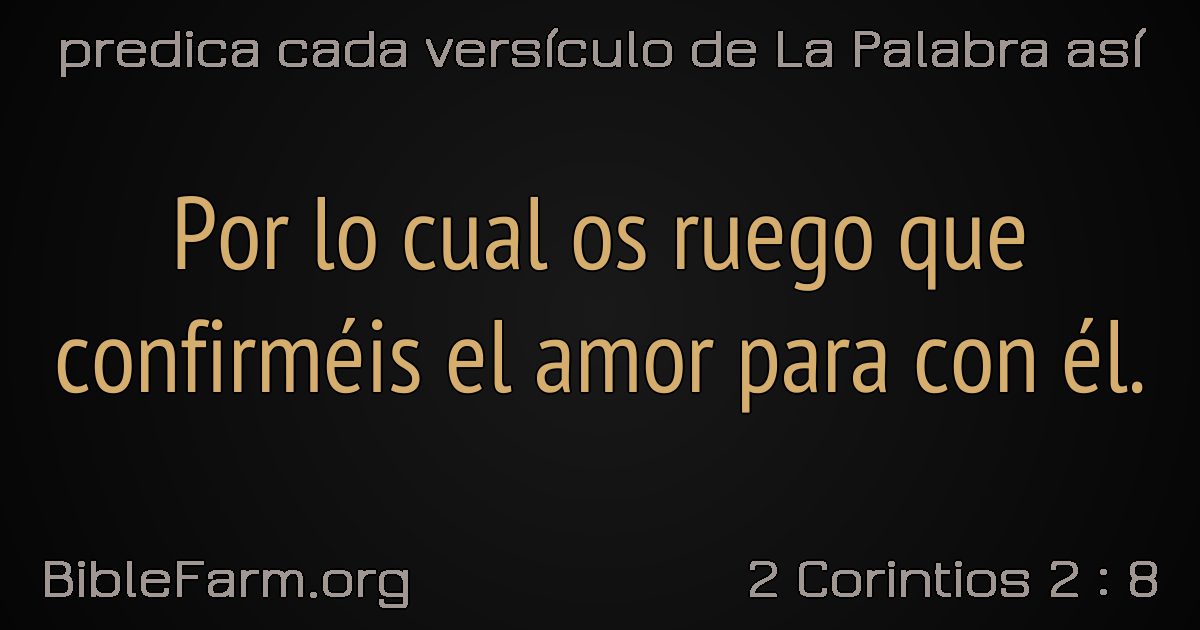 predica cada versículo de La Palabra así
Por lo cual os ruego que
confirméis el amor para con él.
BibleFarm.org
2 Corintios 2 : 8